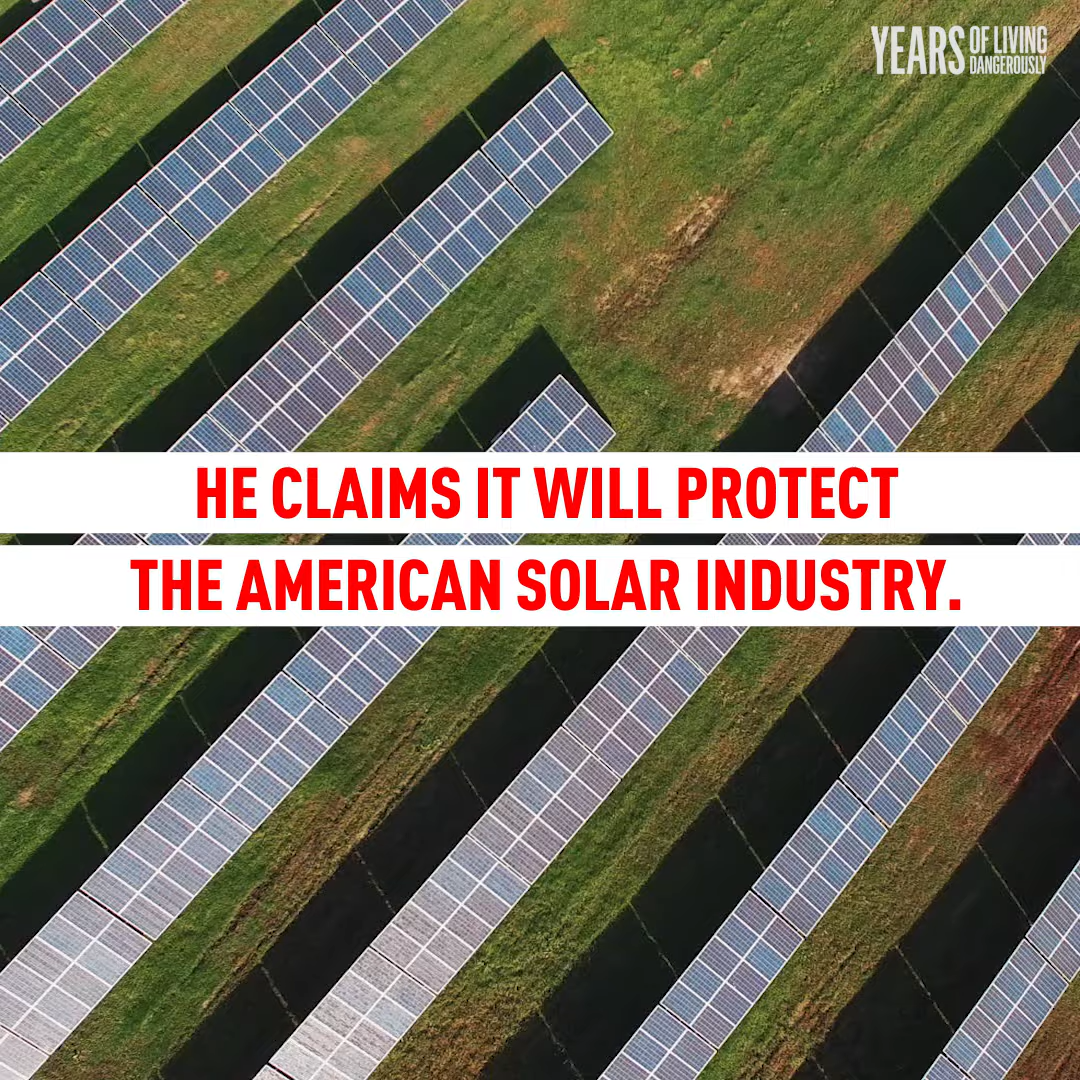 YEARS OF LIVING
DANGEROUSLY
HE CLAIMS IT WILL PROTECT
THE AMERICAN SOLAR INDUSTRY.